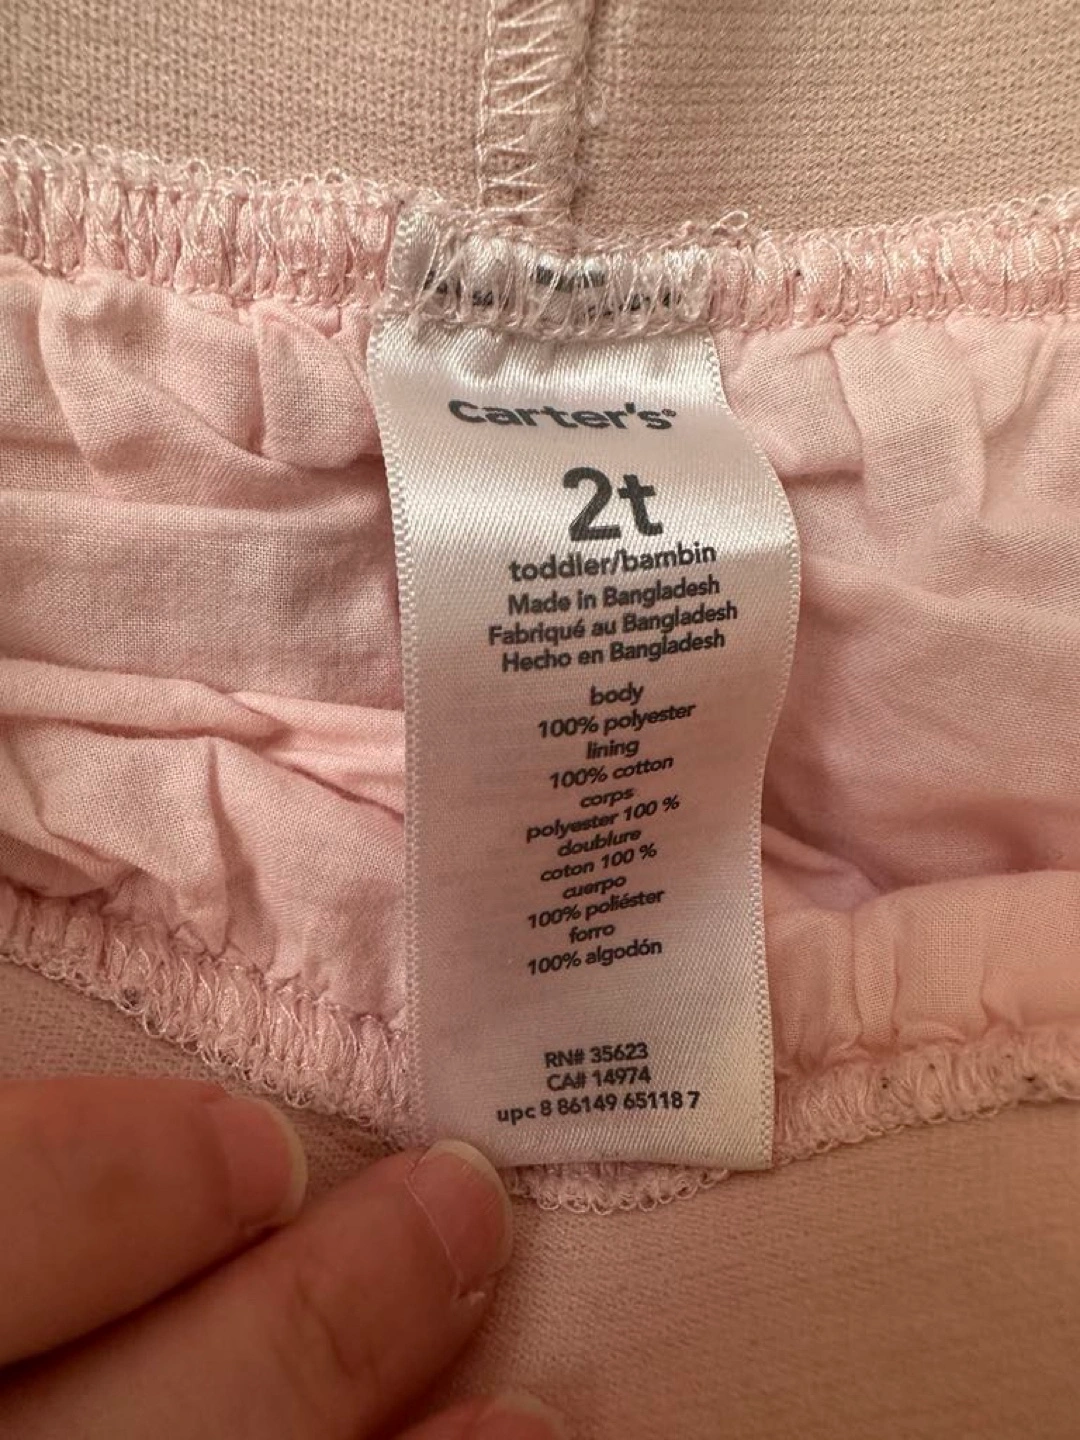 carter's®
2t
toddler/bambin
Made in Bangladesh
Fabriqué au Bangladesh
Hecho en Bangladesh
body
100% polyester
lining
100% cotton
corps
polyester 100 %
doublure
coton 100 %
cuerpo
100% poliéster
forro
100% algodón
RN# 35623
CA# 14974
upc 8 86149 65118 7